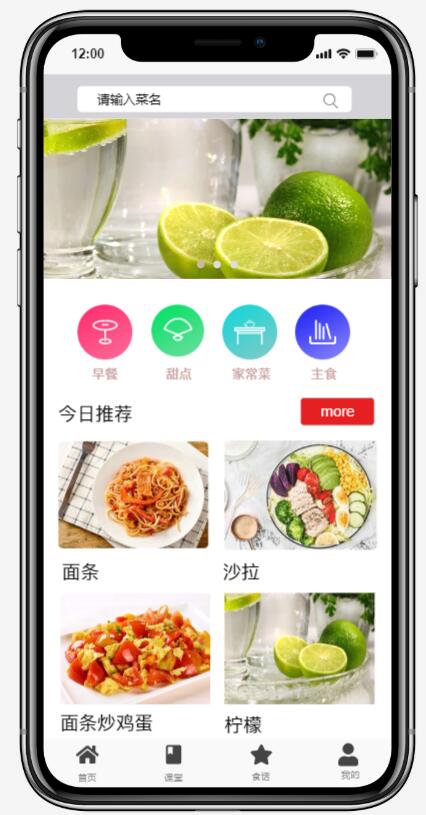 12:00
请输入菜名
早餐 甜点 家常菜 主食
今日推荐 more
面条 沙拉
面条炒鸡蛋 柠檬
首页 课堂 食话 我的